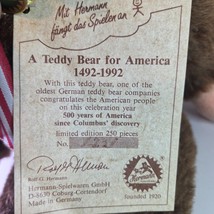 Mit Hermann
fängt das Spielen an
A Teddy Bear for America
1492-1992
With this teddy bear, one of the
oldest German teddy bear companies
congratulates the American people
on this celebration year
500 years of America
since Columbus' discovery
limited edition 250 pieces
No.
Rolf G. Hermann
Hermann-Spielwaren GmbH
D-8630 Coburg-Cortendorf
Made in Germany
Hermann
founded 1920